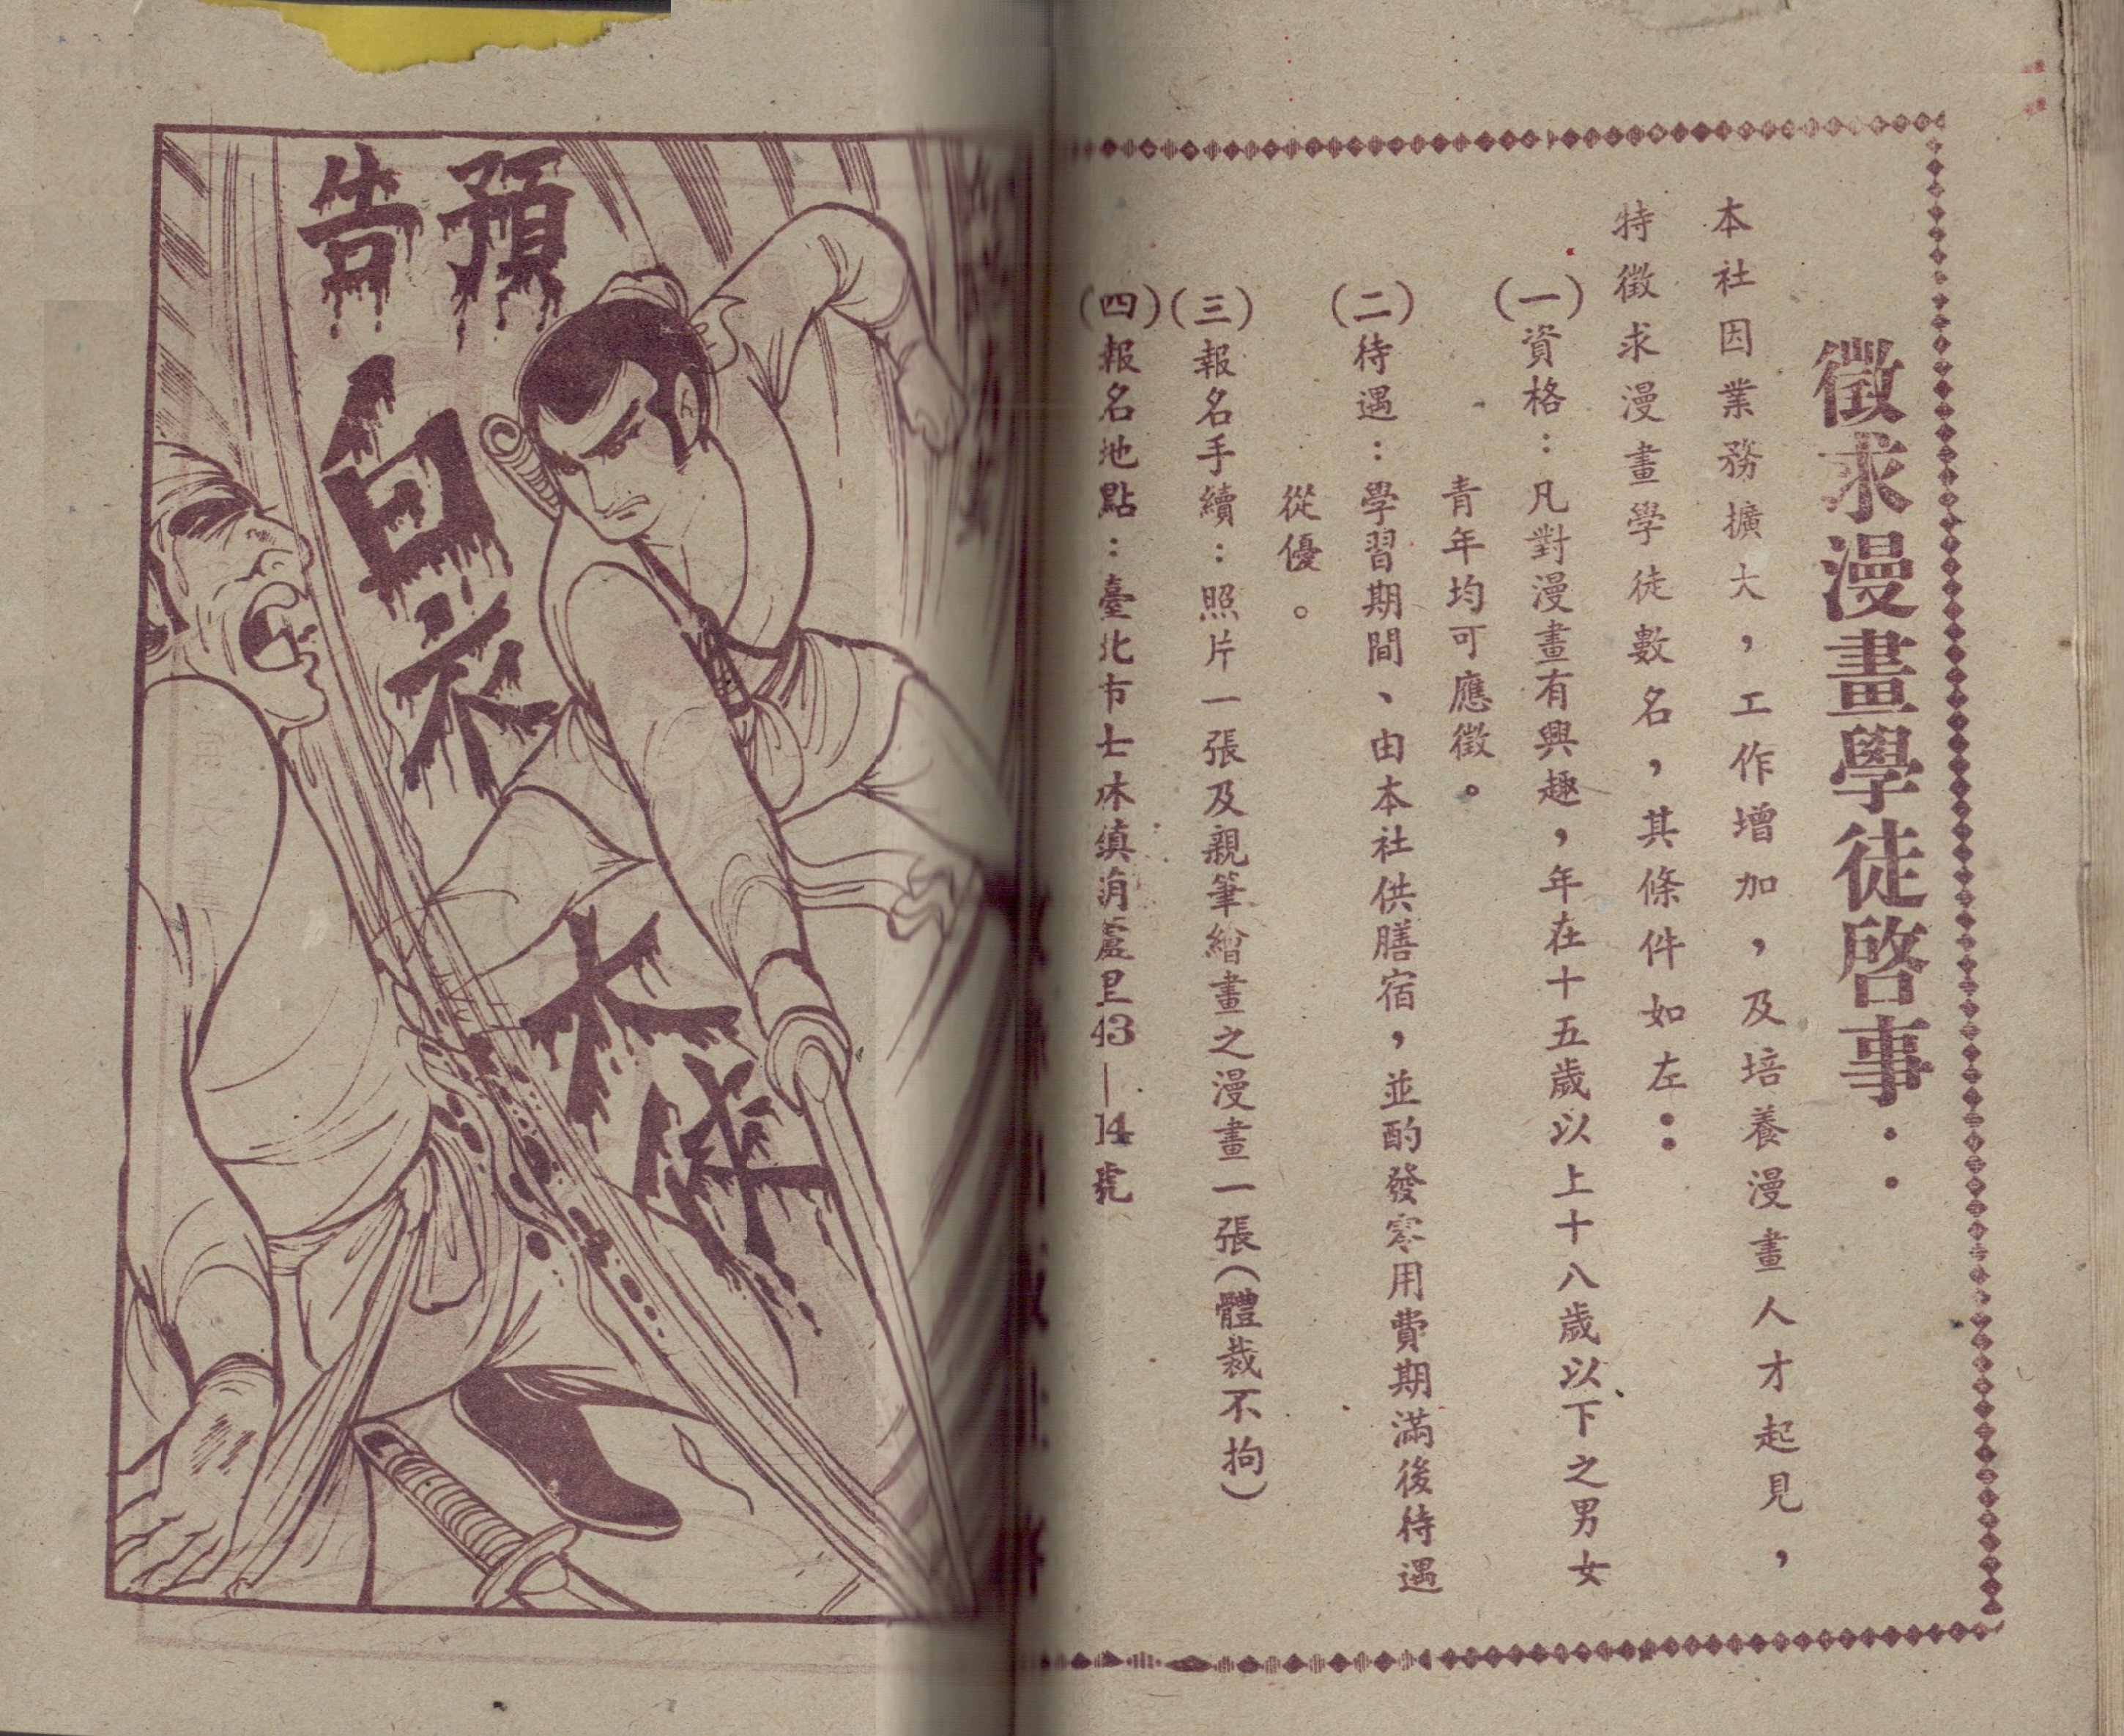 徵求漫畫學徒啓事：
本社因業務擴大，工作增加，及培養漫畫人才起見，
特徵求漫畫學徒數名，其條件如左：
（一）資格：凡對漫畫有興趣，年在十五歲以上十八歲以下之男女
青年均可應徵。
（二）待遇：學習期間、由本社供膳宿，並酌發零用費期滿後待遇
從優。
（三）報名手續：照片一張及親筆繪畫之漫畫一張（體裁不拘）
（四）報名地點：臺北市士林鎮蘆里43—14號
預告
白衣大俠